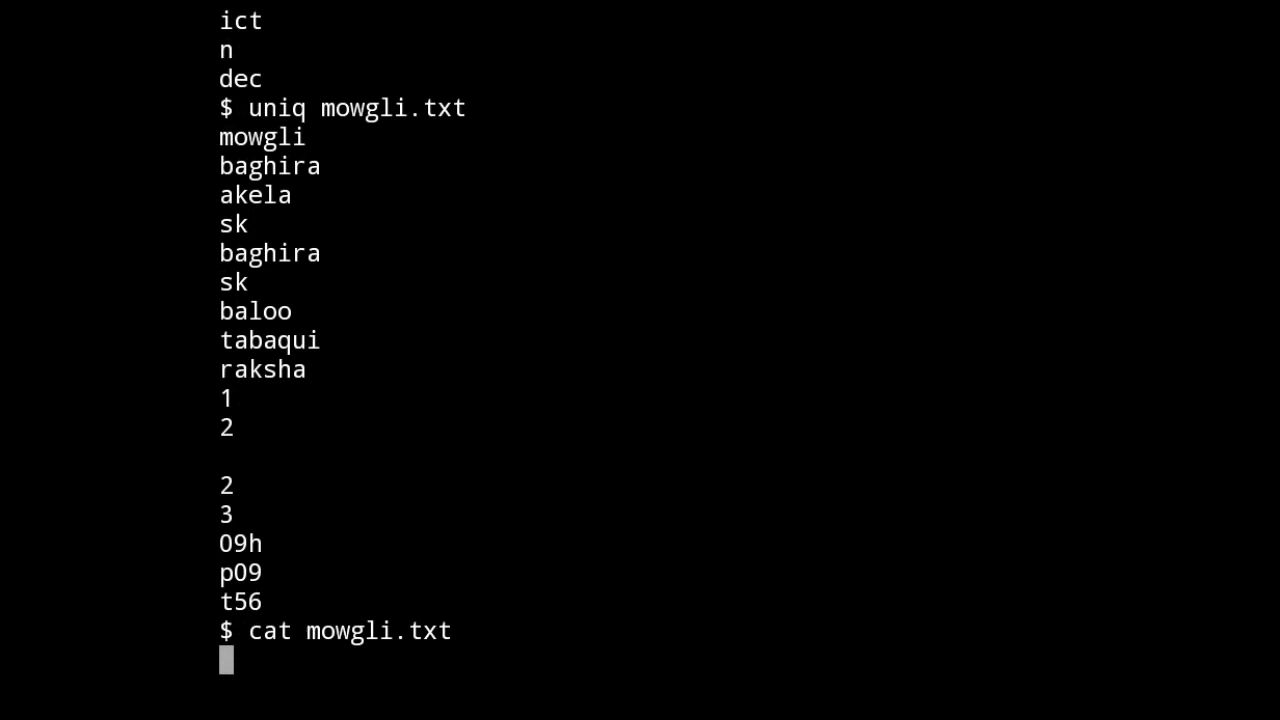 ict
n
dec
$ uniq mowgli.txt
mowgli
baghira
akela
sk
baghira
sk
baloo
tabaqui
raksha
1
2
2
3
09h
p09
t56
$ cat mowgli.txt